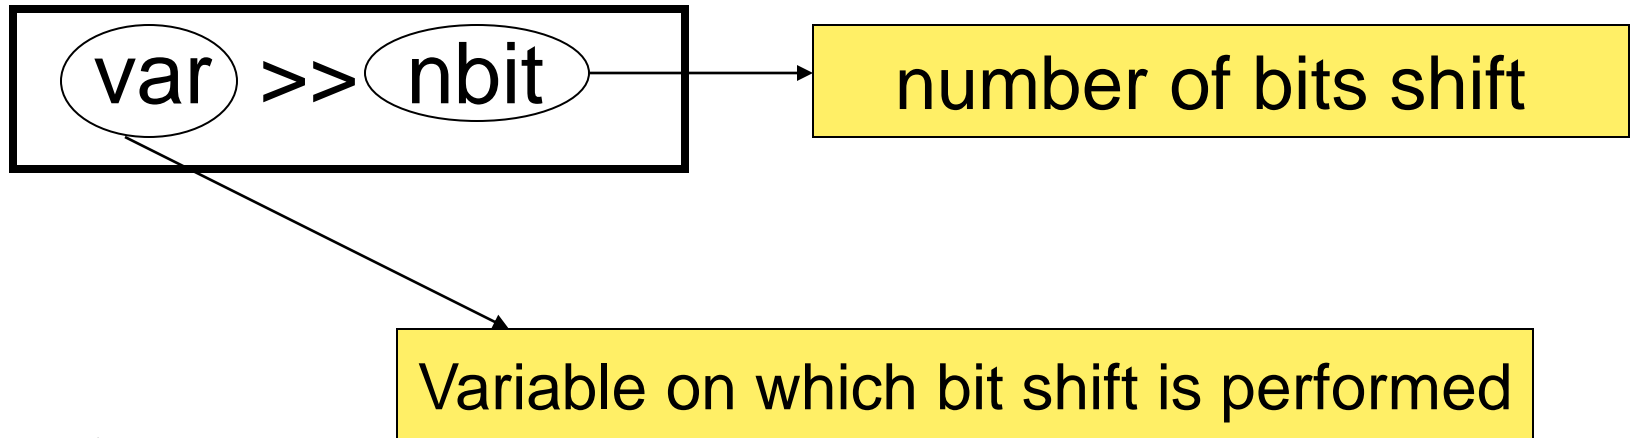 var >> nbit
number of bits shift
Variable on which bit shift is performed